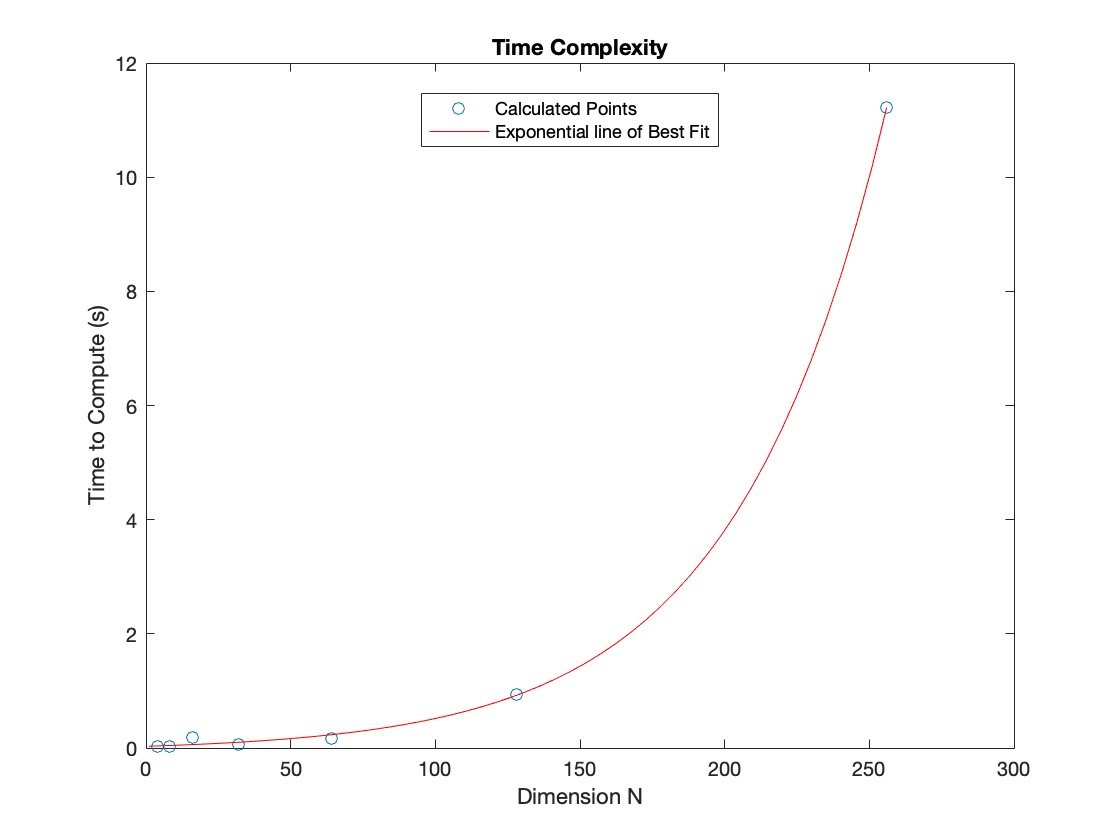 Time Complexity
12
10
8
6
4
2
0
Time to Compute (s)
Calculated Points
Exponential line of Best Fit
0 50 100 150 200 250 300
Dimension N